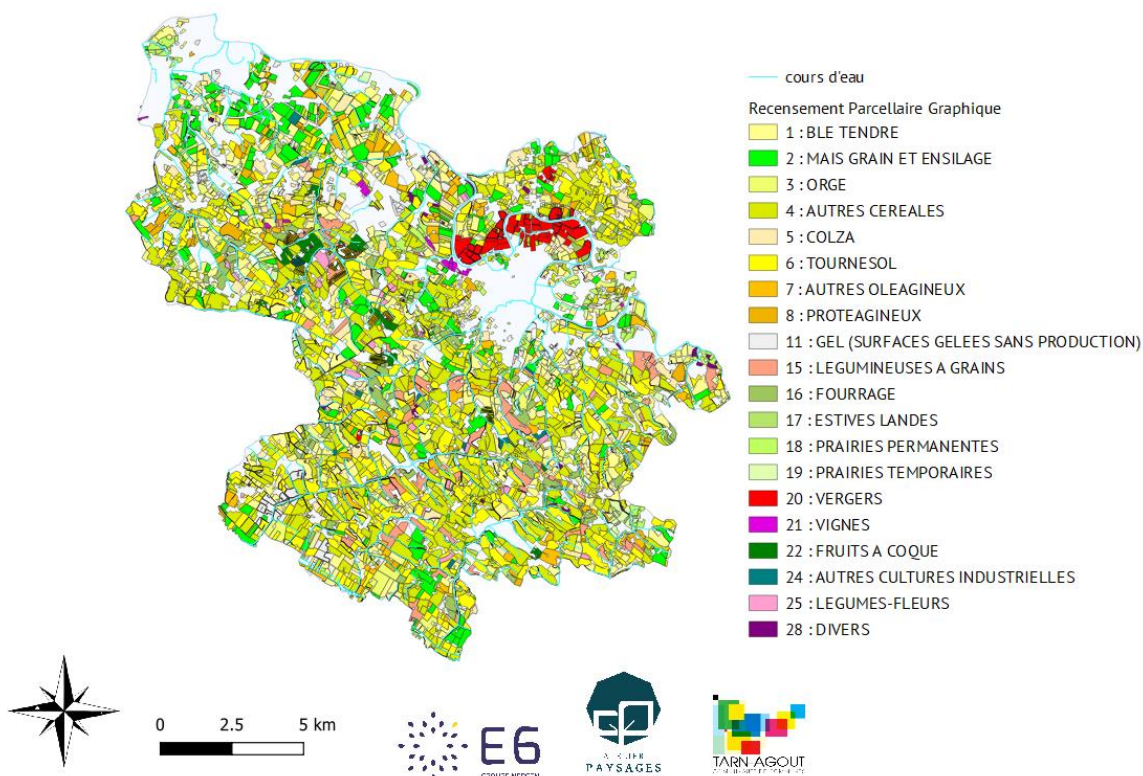 cours d'eau
Recensement Parcellaire Graphique
1 : BLE TENDRE
2 : MAIS GRAIN ET ENSILAGE
3 : ORGE
4 : AUTRES CEREALES
5 : COLZA
6 : TOURNESOL
7 : AUTRES OLEAGINEUX
8 : PROTEAGINEUX
11 : GEL (SURFACES GELEES SANS PRODUCTION)
15 : LEGUMINEUSES A GRAINS
16 : FOURRAGE
17 : ESTIVES LANDES
18 : PRAIRIES PERMANENTES
19 : PRAIRIES TEMPORAIRES
20 : VERGERS
21 : VIGNES
22 : FRUITS A COQUE
24 : AUTRES CULTURES INDUSTRIELLES
25 : LEGUMES-FLEURS
28 : DIVERS
0 2.5 5 km
E6
ATELIER
PAYSAGES
TARN-AGOUT